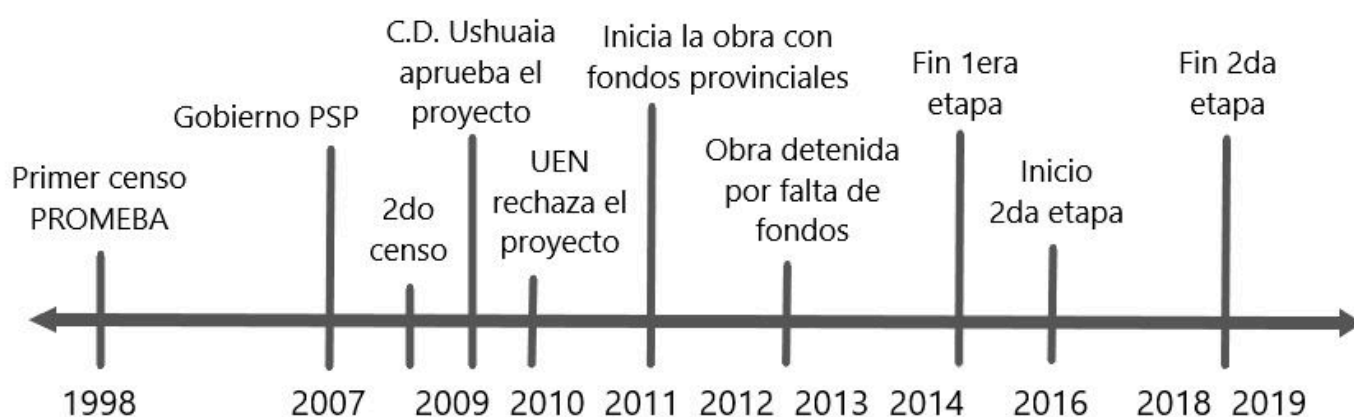 Primer censo
PROMEBA
Gobierno PSP
2do
censo
C.D. Ushuaia
aprueba el
proyecto
UEN
rechaza el
proyecto
Inicia la obra con
fondos provinciales
Obra detenida
por falta de
fondos
Fin 1era
etapa
Inicio
2da etapa
Fin 2da
etapa
1998 2007 2009 2010 2011 2012 2013 2014 2016 2018 2019